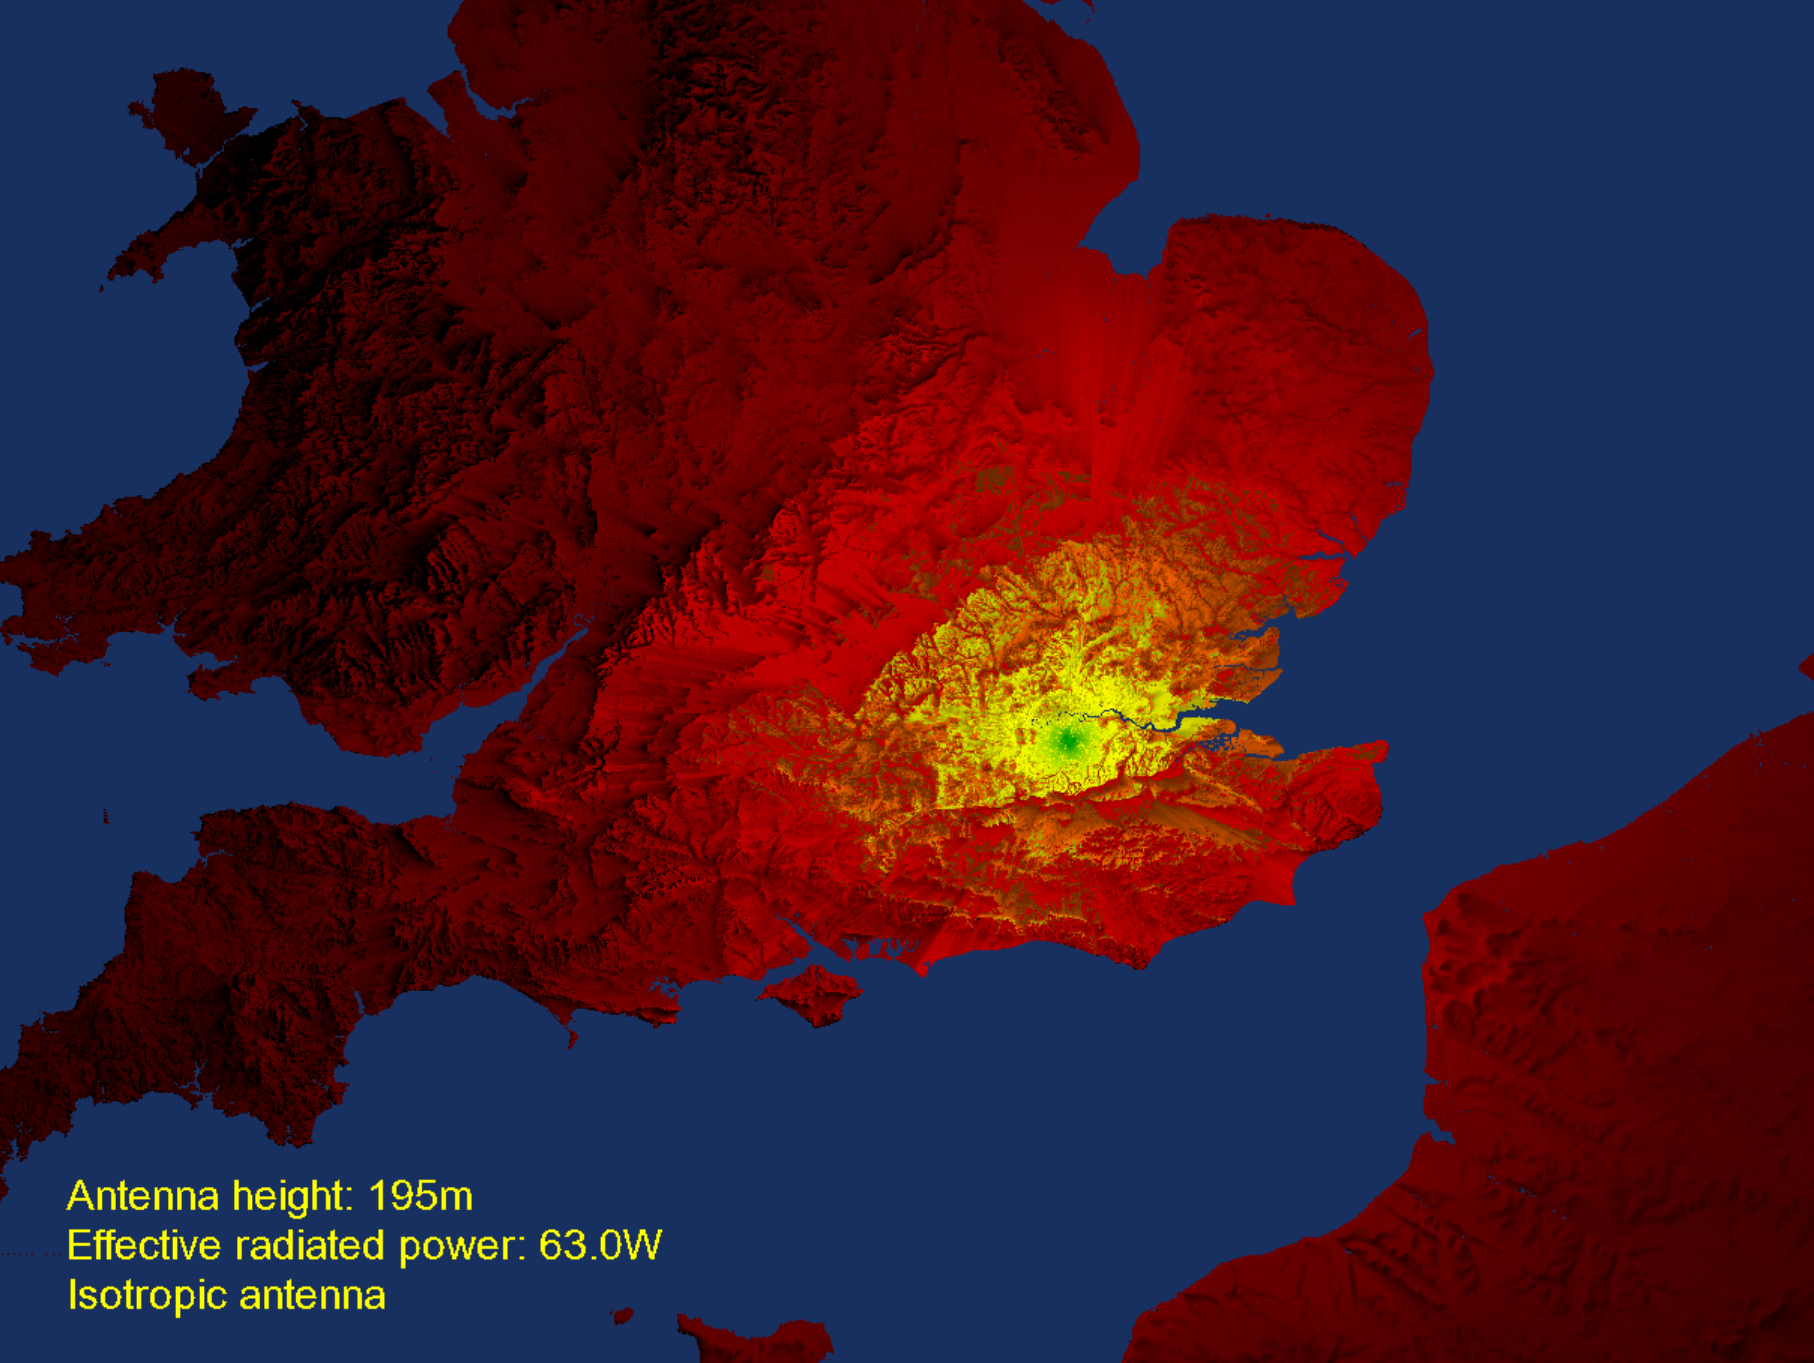 Antenna height: 195m
Effective radiated power: 63.0W
Isotropic antenna